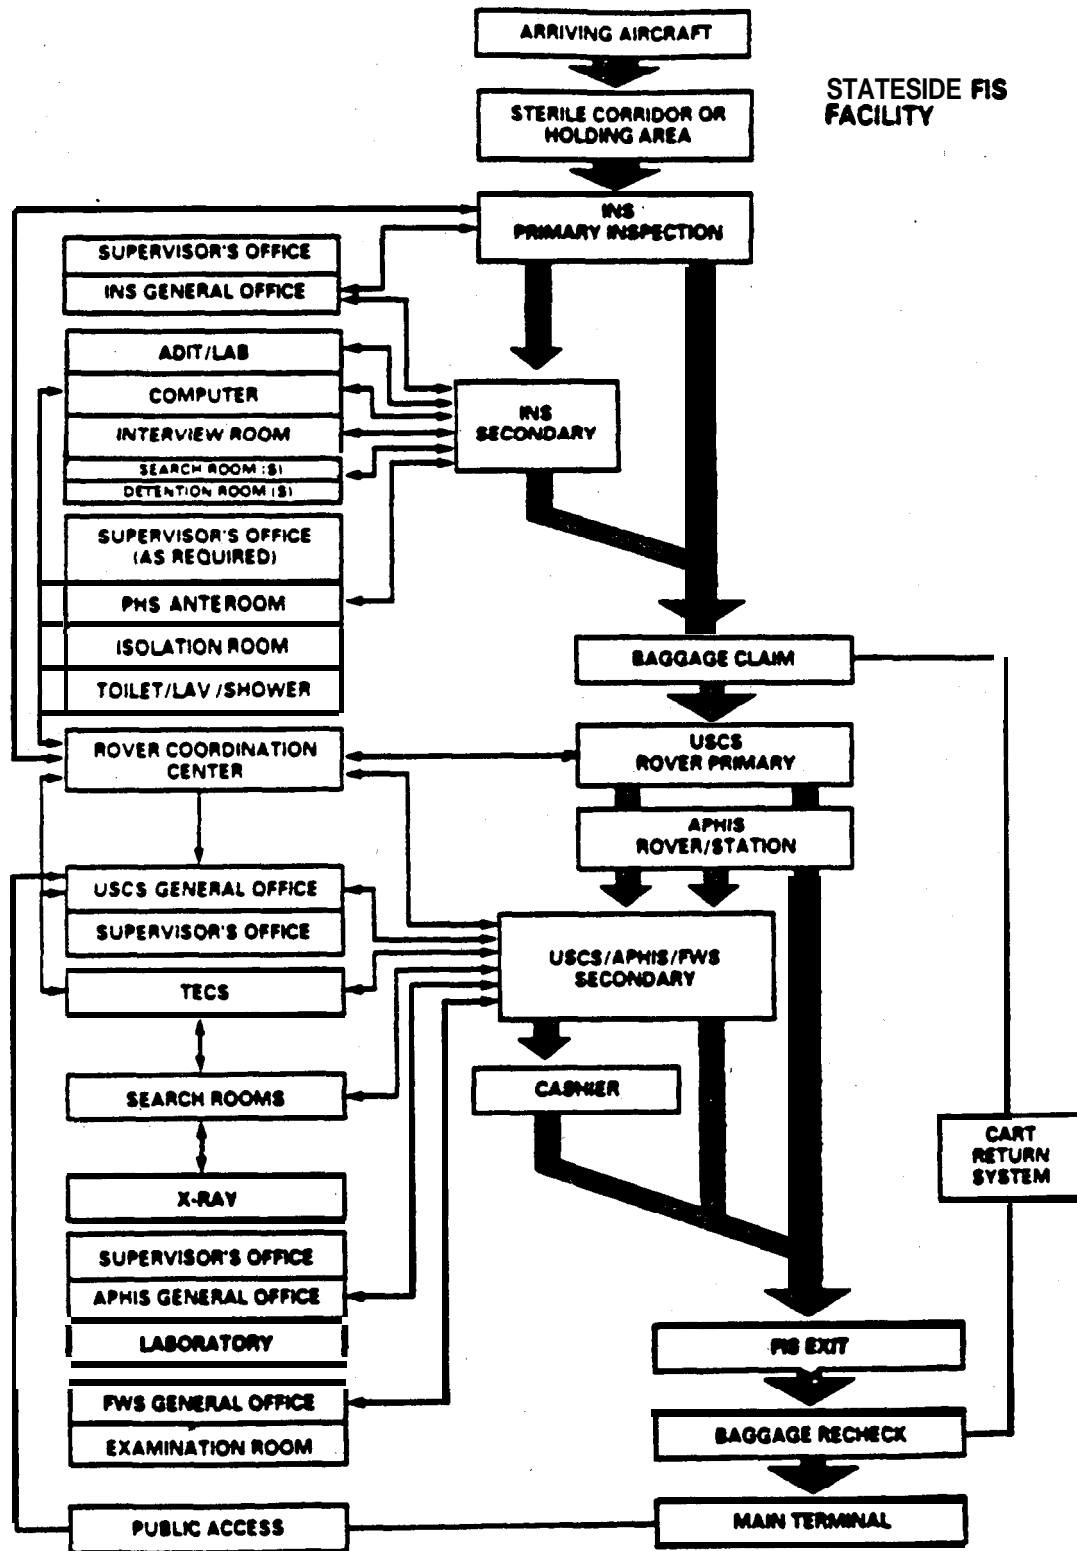 ARRIVING AIRCRAFT
STATESIDE FIS
FACILITY
STERILE CORRIDOR OR
HOLDING AREA
INS
PRIMARY INSPECTION
SUPERVISOR'S OFFICE
INS GENERAL OFFICE
ADIT/LAB
COMPUTER
INTERVIEW ROOM
SEARCH ROOM (S)
DETENTION ROOM (S)
INS
SECONDARY
SUPERVISOR'S OFFICE
(AS REQUIRED)
PHS ANTEROOM
ISOLATION ROOM
TOILET/LAV/SHOWER
BAGGAGE CLAIM
ROVER COORDINATION
CENTER
USCS
ROVER PRIMARY
APHIS
ROVER/STATION
USCS GENERAL OFFICE
SUPERVISOR'S OFFICE
TECS
USCS/APHIS/FWS
SECONDARY
SEARCH ROOMS
CASHIER
CART
RETURN
SYSTEM
X-RAY
SUPERVISOR'S OFFICE
APHIS GENERAL OFFICE
LABORATORY
FIS EXIT
FWS GENERAL OFFICE
EXAMINATION ROOM
BAGGAGE RECHECK
PUBLIC ACCESS
MAIN TERMINAL